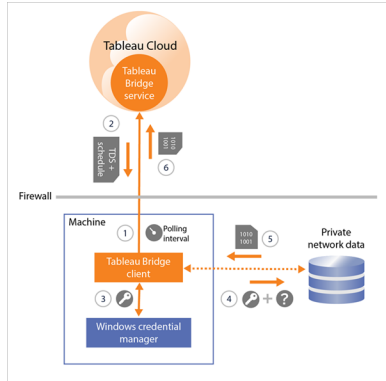 Tableau Cloud
Tableau
Bridge
service
2
TDS +
schedule
1010
1001
6
Firewall
Machine
1
Polling
interval
1010
1001
5
Private
network data
Tableau Bridge
client
3
4
+
?
Windows credential
manager